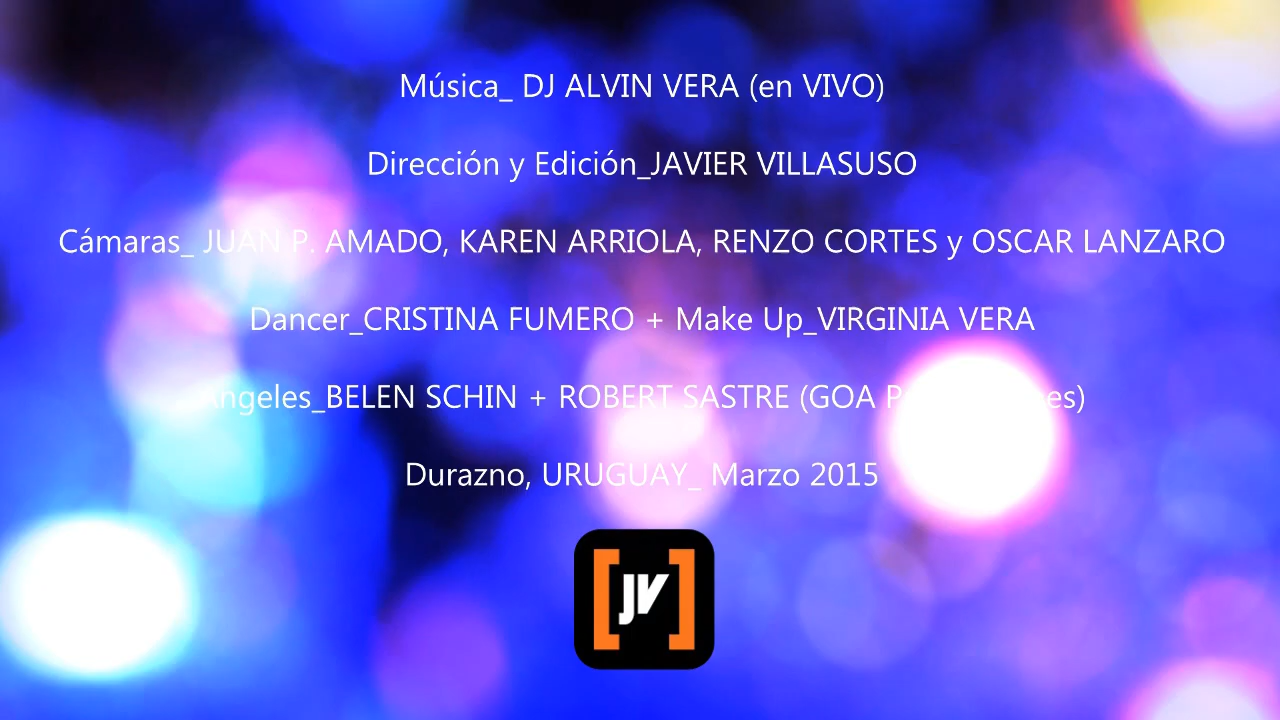 Música_ DJ ALVIN VERA (en VIVO)
Dirección y Edición_JAVIER VILLASUSO
Cámaras_ JUAN P. AMADO, KAREN ARRIOLA, RENZO CORTES y OSCAR LANZARO
Dancer_CRISTINA FUMERO + Make Up_VIRGINIA VERA
Angeles_BELEN SCHIN + ROBERT SASTRE (GOA
Durazno, URUGUAY_ Marzo 2015
[JV]